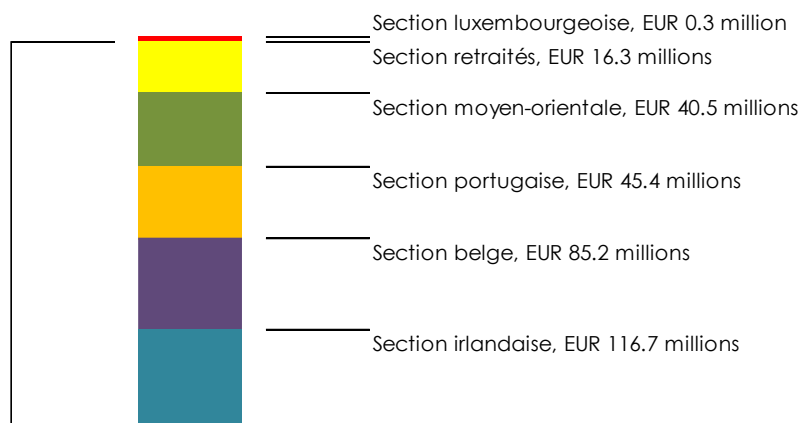 Section luxembourgeoise, EUR 0.3 million
Section retraités, EUR 16.3 millions
Section moyen-orientale, EUR 40.5 millions
Section portugaise, EUR 45.4 millions
Section belge, EUR 85.2 millions
Section irlandaise, EUR 116.7 millions